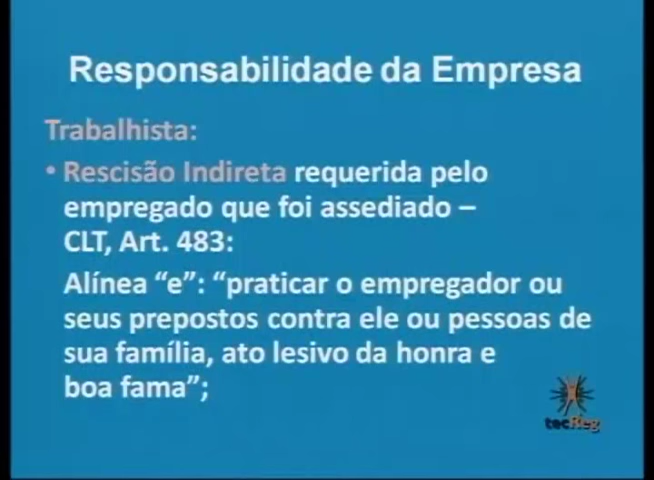 Responsabilidade da Empresa
Trabalhista:
• Rescisão Indireta requerida pelo
empregado que foi assediado –
CLT, Art. 483:
Alínea “e”: “praticar o empregador ou
seus prepostos contra ele ou pessoas de
sua família, ato lesivo da honra e
boa fama”;
tecReg